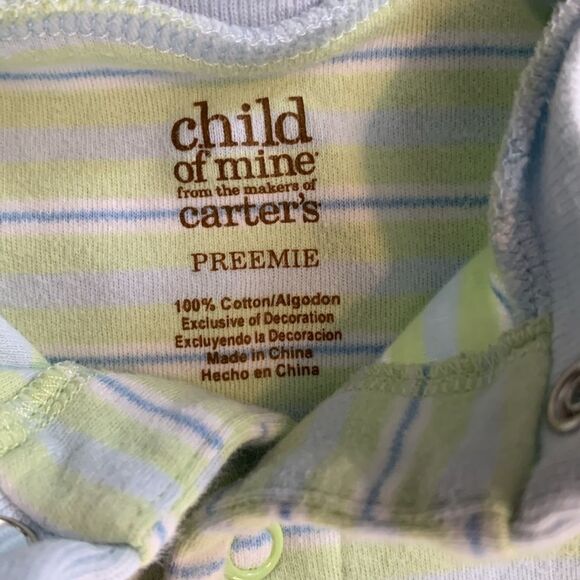 child
of mine
from the makers of
carter's
PREEMIE
100% Cotton/Algodon
Exclusive of Decoration
Excluyendo la Decoracion
Made in China
Hecho en China